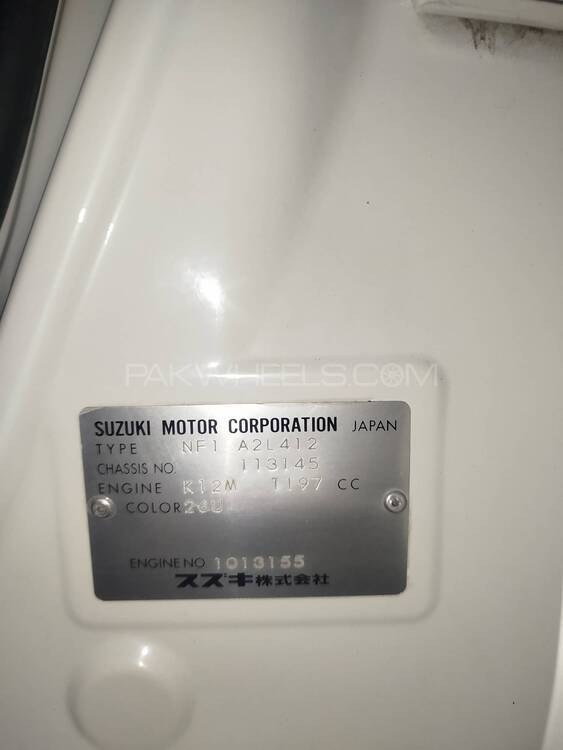 PAKWHEELS.COM
SUZUKI MOTOR CORPORATION JAPAN
TYPE NF1 A2L412
CHASSIS NO. 113145
ENGINE K12M 1197 CC
COLOR 26U
ENGINE NO. 1013155
スズキ株式会社